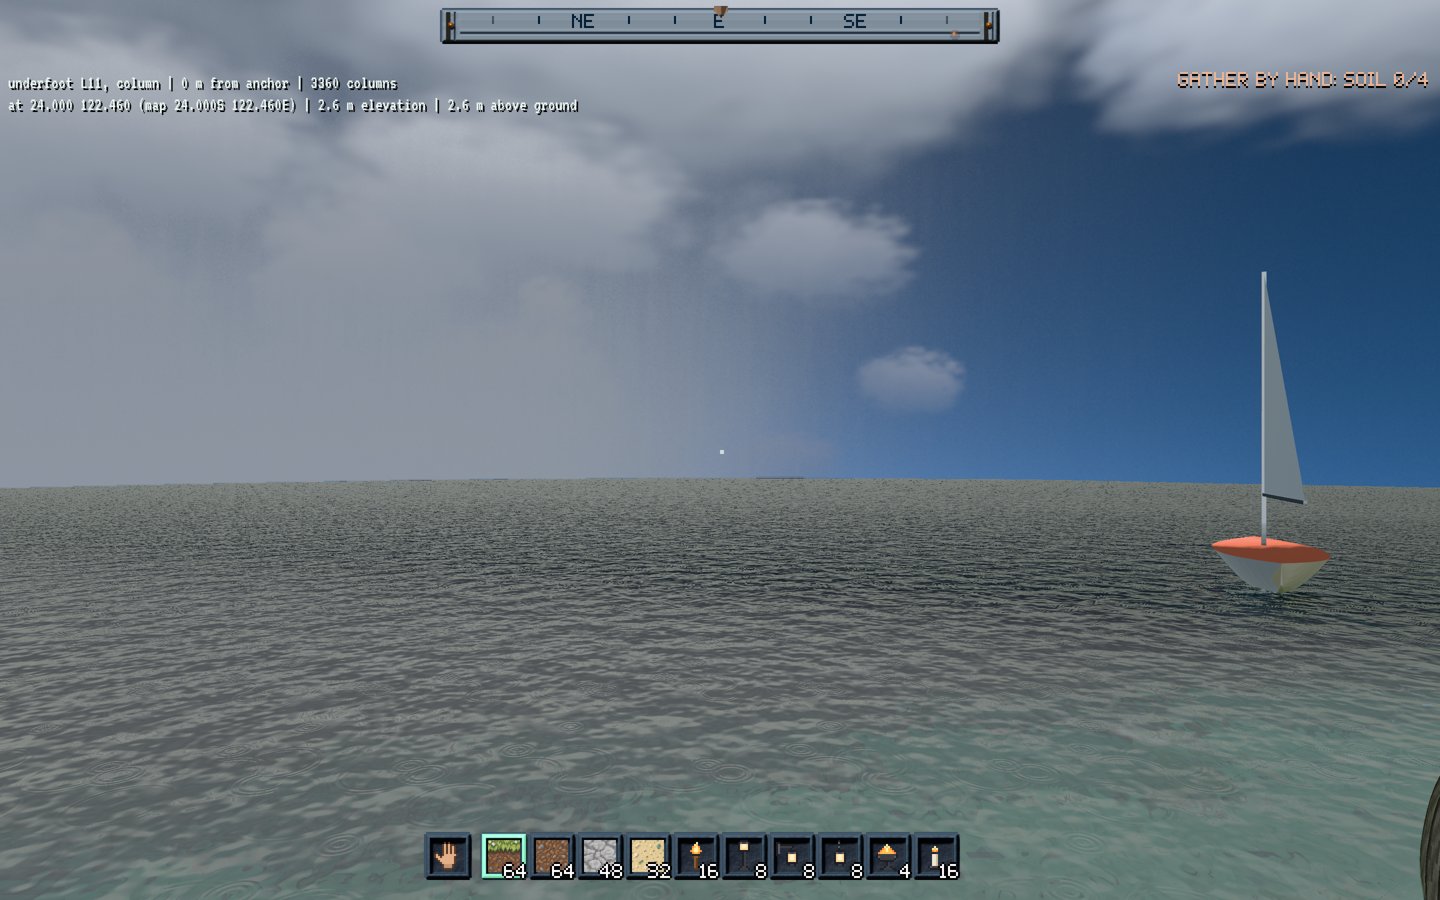 NE E SE
underfoot L11, column | 0 m from anchor | 3360 columns
at 24.000 122.460 (map 24.000S 122.460E) | 2.6 m elevation | 2.6 m above ground
GATHER BY HAND: SOIL 0/4
64 64 48 32 16 8 8 8 4 16